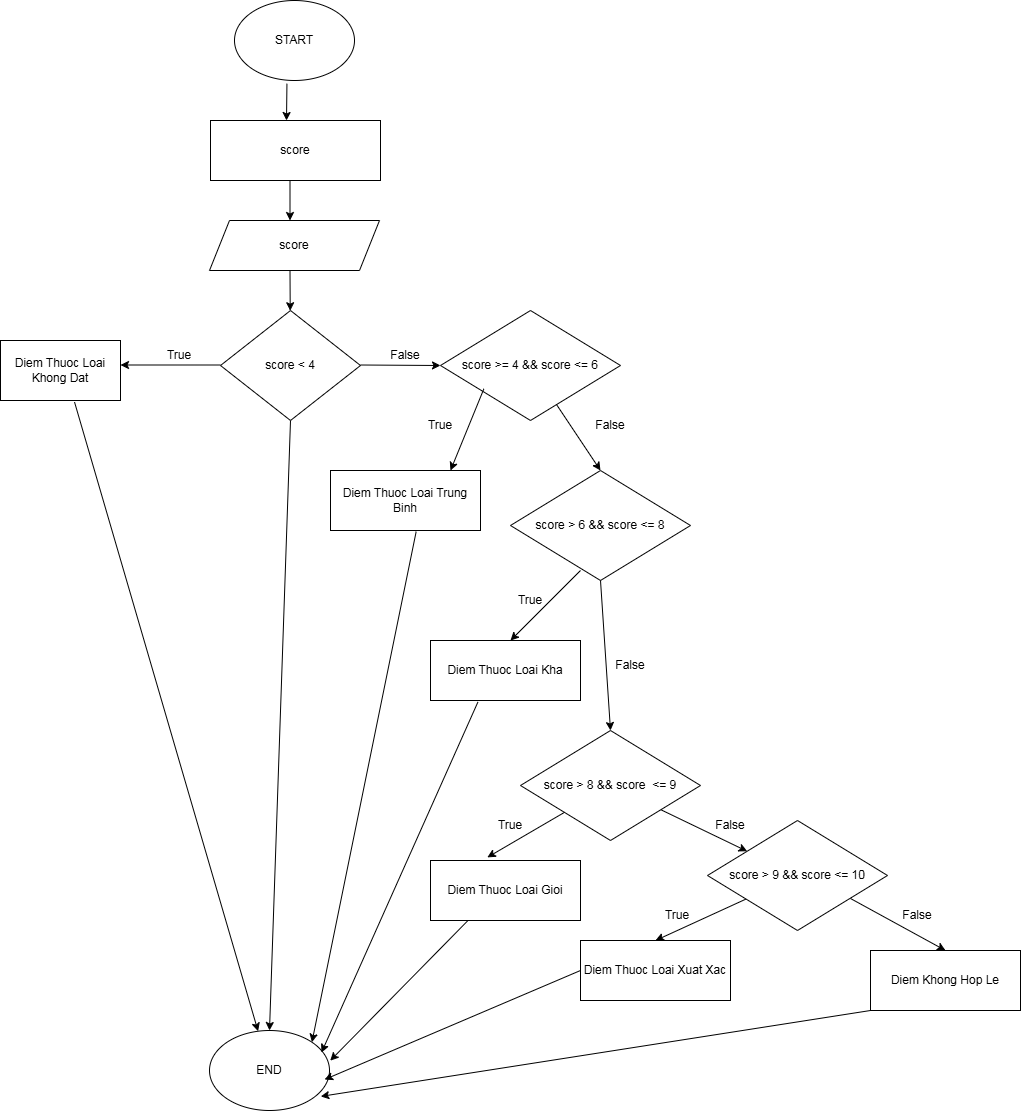 START
score
score
score < 4
True
False
Diem Thuoc Loai
Khong Dat
score >= 4 && score <= 6
True
False
Diem Thuoc Loai Trung
Binh
score > 6 && score <= 8
True
False
Diem Thuoc Loai Kha
score > 8 && score <= 9
True
False
Diem Thuoc Loai Gioi
score > 9 && score <= 10
True
False
Diem Thuoc Loai Xuat Xac
Diem Khong Hop Le
END